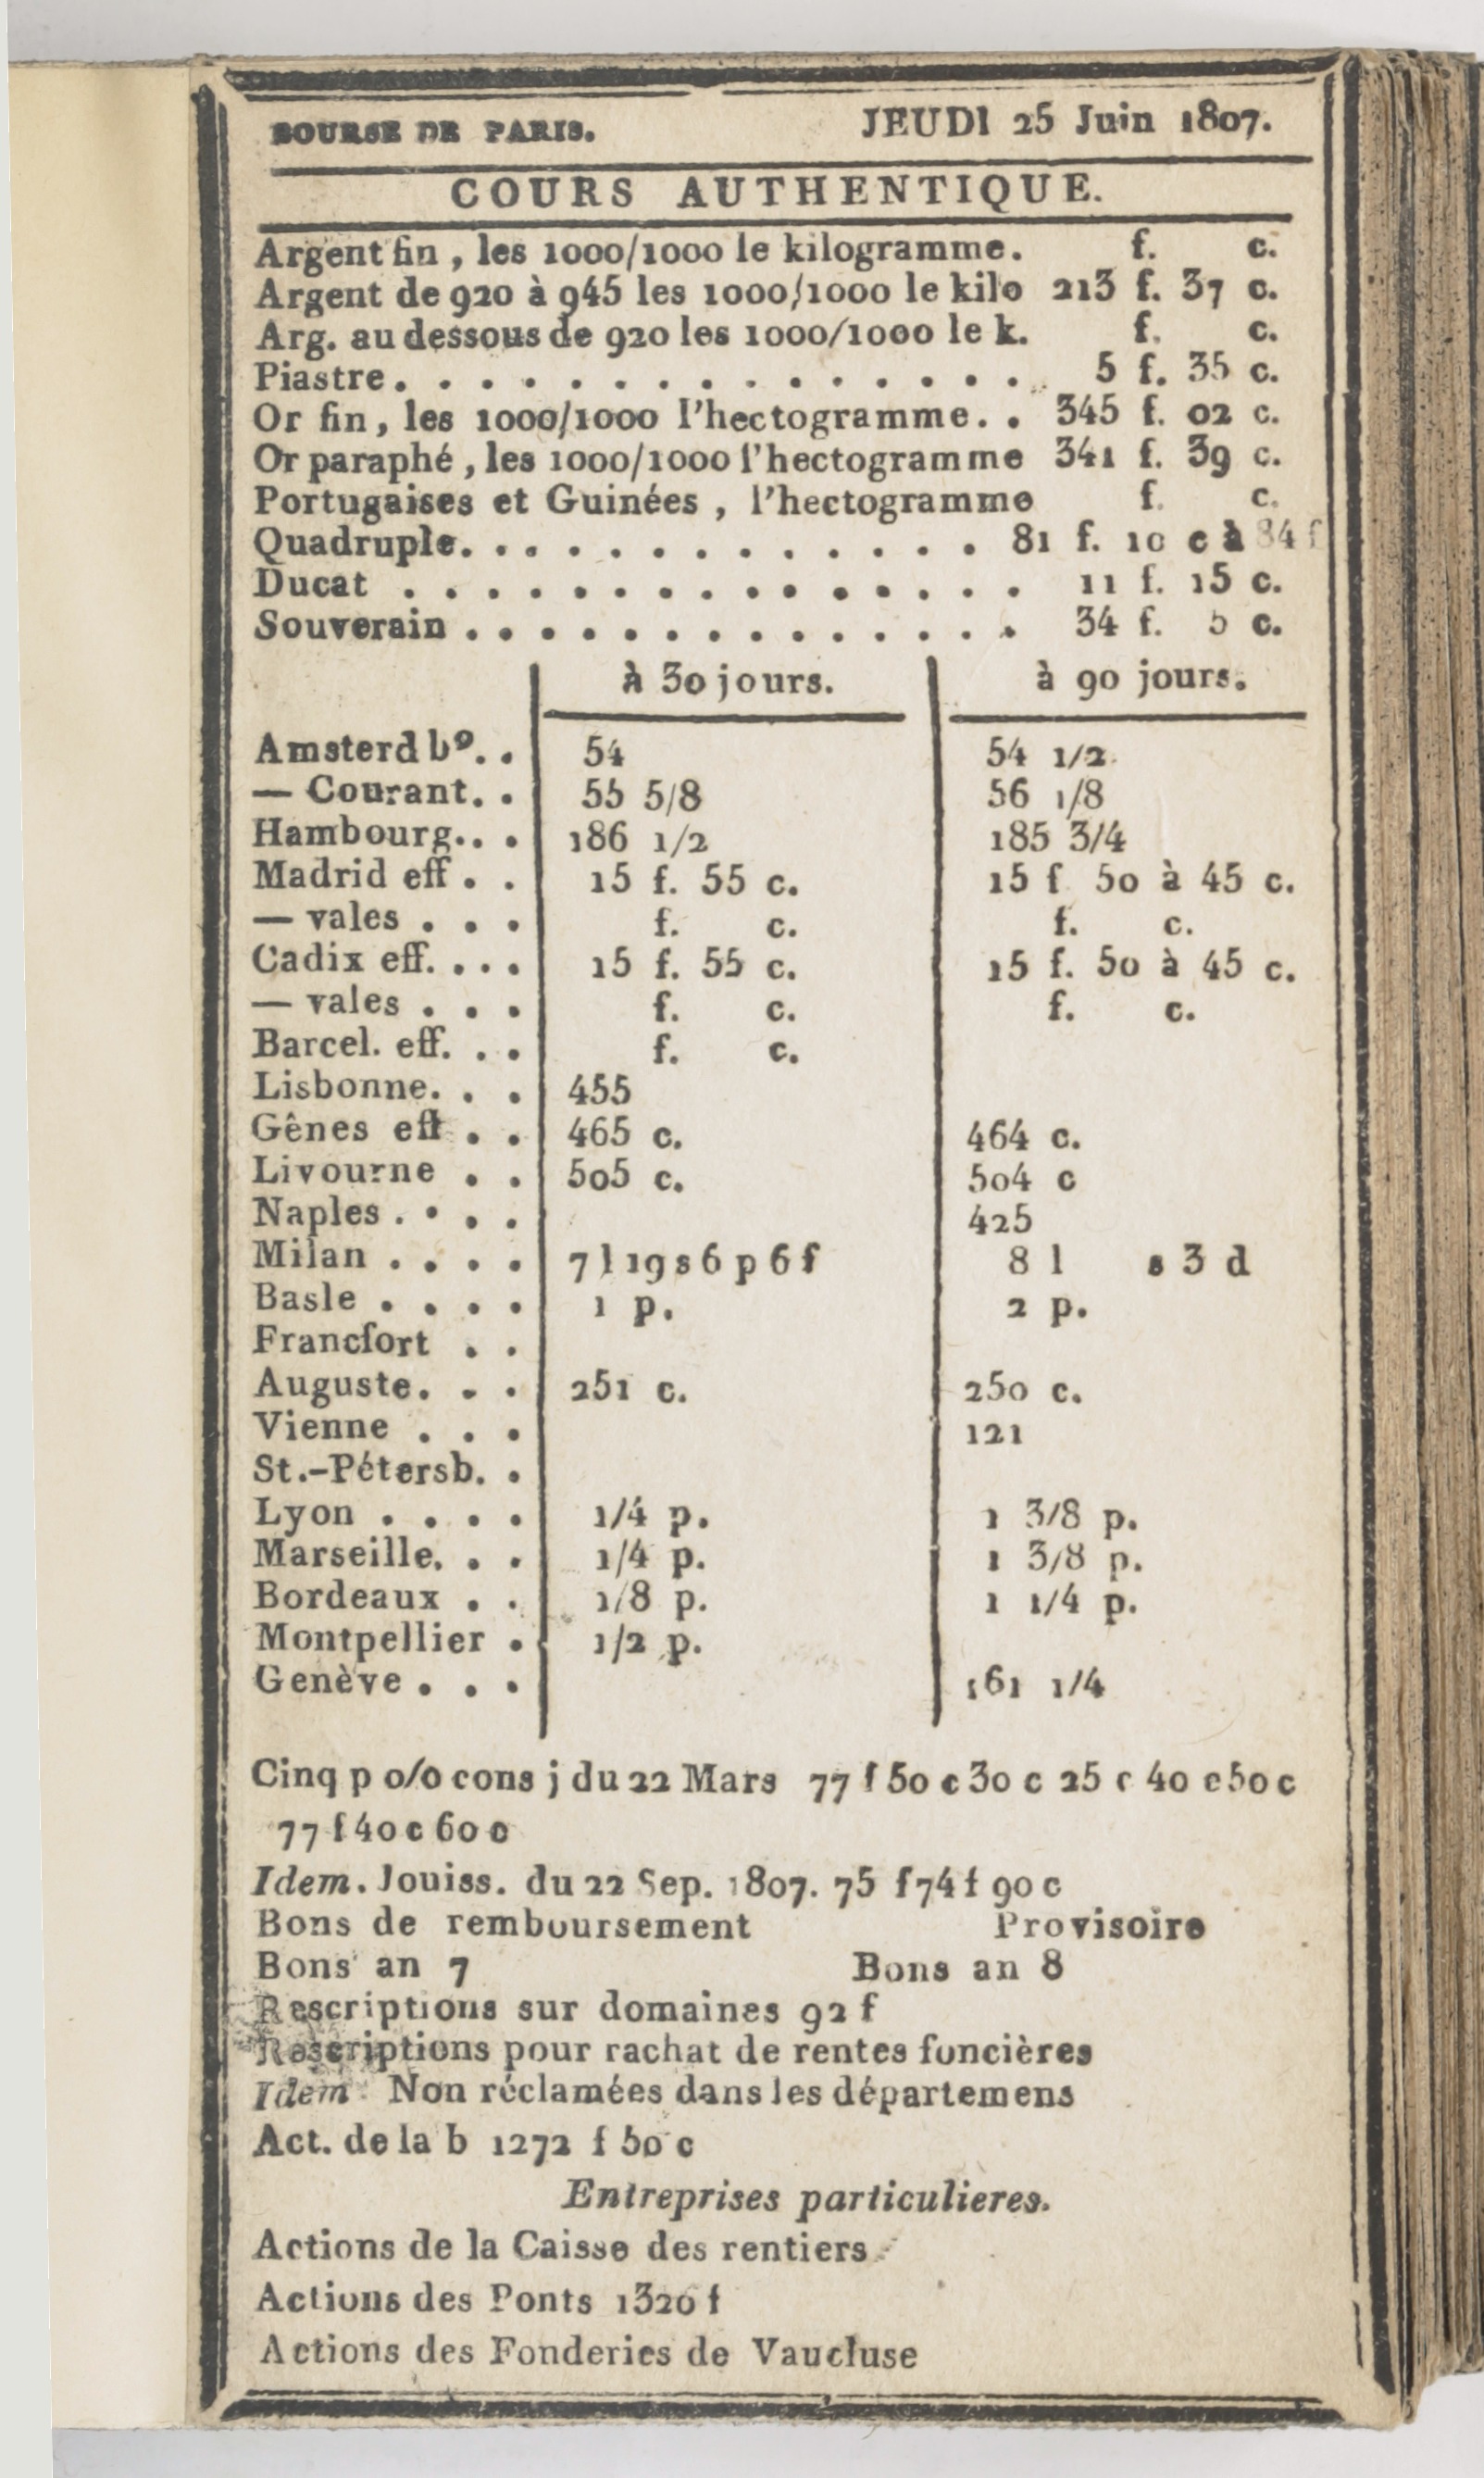 BOURSE DE PARIS. JEUDI 25 Juin 1807.
COURS AUTHENTIQUE.
Argent fin, les 1000/1000 le kilogramme. f. c.
Argent de 920 à 945 les 1000/1000 le kilo 213 f. 37 c.
Arg. au dessous de 920 les 1000/1000 le k. f. c.
Piastre. . . . . . . . . . . . . . . . 5 f. 35 c.
Or fin, les 1000/1000 l'hectogramme. . 345 f. 02 c.
Or paraphé, les 1000/1000 l'hectogramme 341 f. 39 c.
Portugaises et Guinées, l'hectogramme f. c.
Quadruple. . . . . . . . . . . . . 81 f. 10 c à 84 f
Ducat . . . . . . . . . . . . . . . 11 f. 15 c.
Souverain . . . . . . . . . . . . . . 34 f. 5 c.
à 30 jours. à 90 jours.
Amsterd bº. . 54 54 1/2
— Courant. . 55 5/8 56 1/8
Hambourg. . . 186 1/2 185 3/4
Madrid eff . . 15 f. 55 c. 15 f 50 à 45 c.
— vales . . . f. c. f. c.
Cadix eff. . . . 15 f. 55 c. 15 f. 50 à 45 c.
— vales . . . f. c. f. c.
Barcel. eff. . . f. c.
Lisbonne. . . 455
Gênes eff . . 465 c. 464 c.
Livourne . . 505 c. 504 c
Naples . . . . 425
Milan . . . . 7 l 19 s 6 p 6 f 8 l s 3 d
Basle . . . . 1 p. 2 p.
Francfort . .
Auguste. . . 251 c. 250 c.
Vienne . . . 121
St.-Pétersb. .
Lyon . . . . 1/4 p. 1 3/8 p.
Marseille. . . 1/4 p. 1 3/8 p.
Bordeaux . . 1/8 p. 1 1/4 p.
Montpellier . 1/2 p.
Genève . . . 161 1/4
Cinq p o/o cons j du 22 Mars 77 f 50 c 30 c 25 c 40 c 50 c
77 f 40 c 60 c
Idem. Jouiss. du 22 Sep. 1807. 75 f 74 f 90 c
Bons de remboursement Provisoire
Bons an 7 Bons an 8
Rescriptions sur domaines 92 f
Rescriptions pour rachat de rentes foncières
Idem Non réclamées dans les départemens
Act. de la b 1272 f 50 c
Entreprises particulieres.
Actions de la Caisse des rentiers
Actions des Ponts 1320 f
Actions des Fonderies de Vaucluse